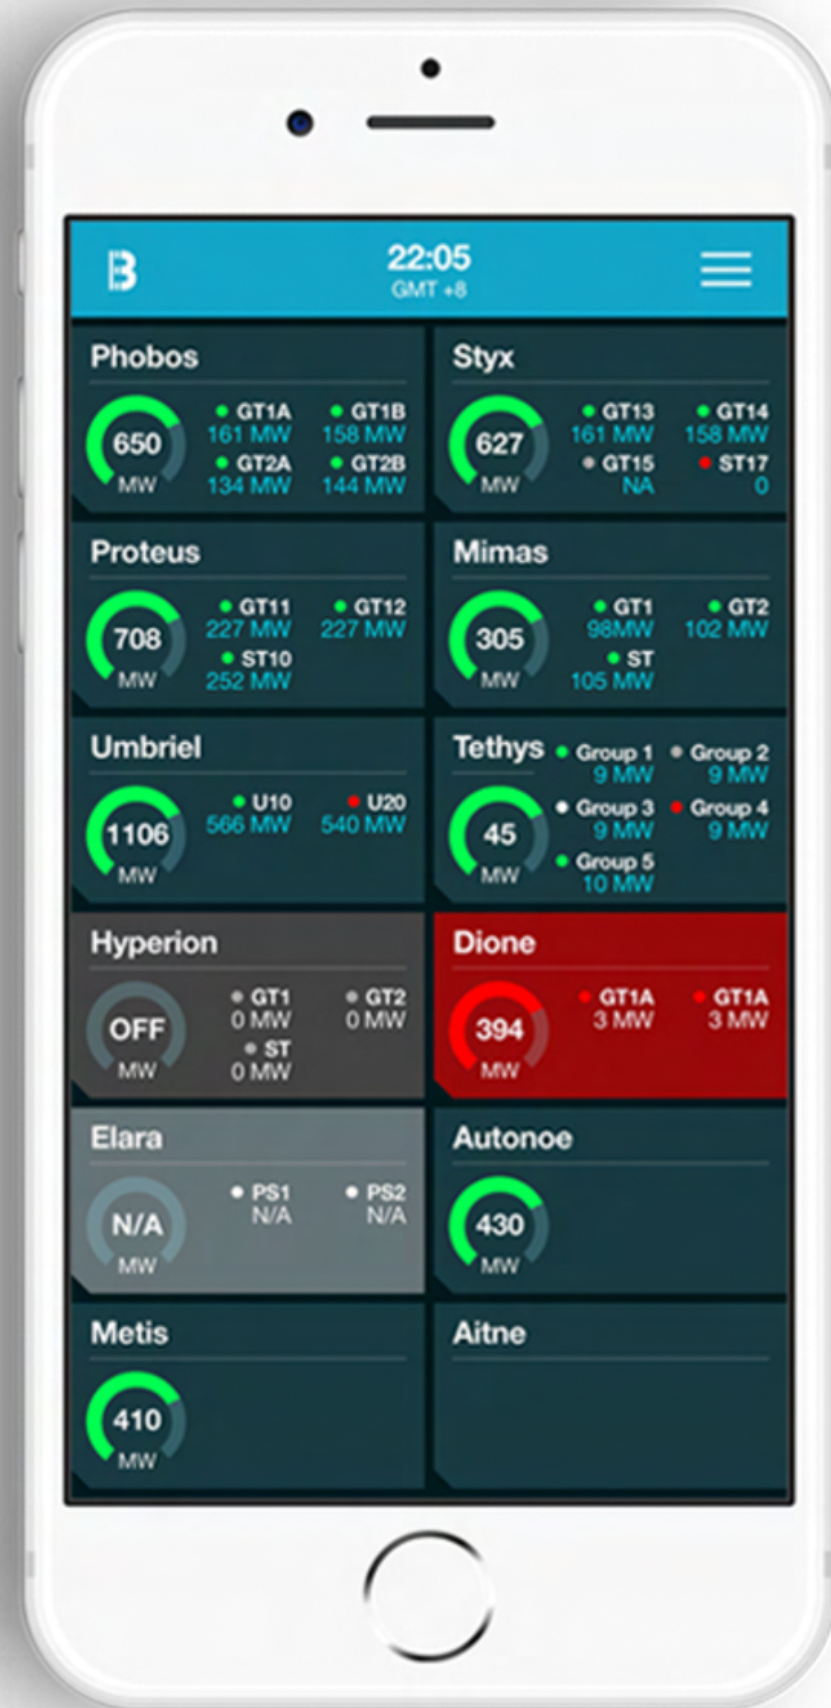 B
22:05
GMT +8
Phobos
650
MW
GT1A GT1B
161 MW 158 MW
GT2A GT2B
134 MW 144 MW
Styx
627
MW
GT13 GT14
161 MW 158 MW
GT15 ST17
NA 0
Proteus
708
MW
GT11 GT12
227 MW 227 MW
ST10
252 MW
Mimas
305
MW
GT1 GT2
98MW 102 MW
ST
105 MW
Umbriel
1106
MW
U10 U20
566 MW 540 MW
Tethys
45
MW
Group 1 Group 2
9 MW 9 MW
Group 3 Group 4
9 MW 9 MW
Group 5
10 MW
Hyperion
OFF
MW
GT1 GT2
0 MW 0 MW
ST
0 MW
Dione
394
MW
GT1A GT1A
3 MW 3 MW
Elara
N/A
MW
PS1 PS2
N/A N/A
Autonoe
430
MW
Metis
410
MW
Aitne